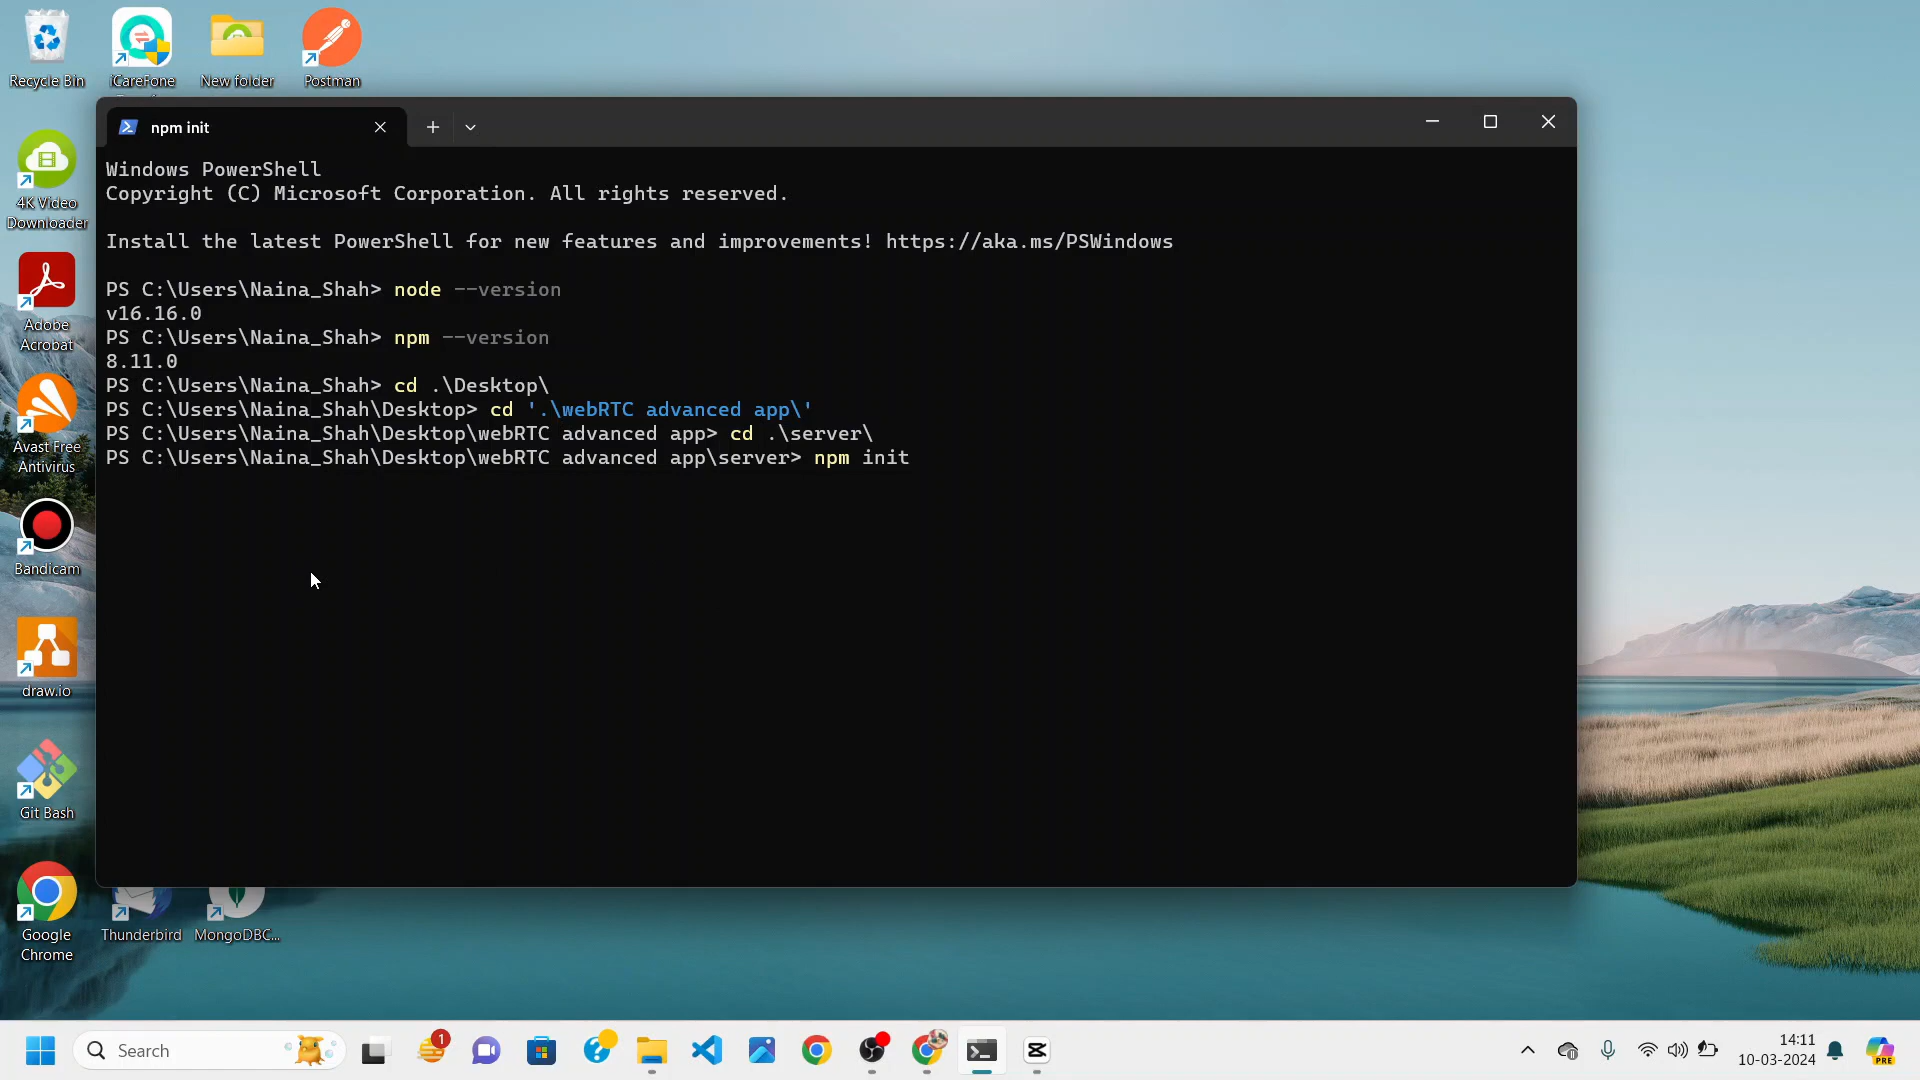 Recycle Bin
iCareFone
New folder
Postman
npm init
Windows PowerShell
Copyright (C) Microsoft Corporation. All rights reserved.
Install the latest PowerShell for new features and improvements! https://aka.ms/PSWindows
PS C:\Users\Naina_Shah> node --version
v16.16.0
PS C:\Users\Naina_Shah> npm --version
8.11.0
PS C:\Users\Naina_Shah> cd .\Desktop\
PS C:\Users\Naina_Shah\Desktop> cd '.\webRTC advanced app\'
PS C:\Users\Naina_Shah\Desktop\webRTC advanced app> cd .\server\
PS C:\Users\Naina_Shah\Desktop\webRTC advanced app\server> npm init
4K Video
Downloader
Adobe
Acrobat
Avast Free
Antivirus
Bandicam
draw.io
Git Bash
Google
Chrome
Thunderbird
MongoDBC...
Search
1
14:11
10-03-2024
PRE